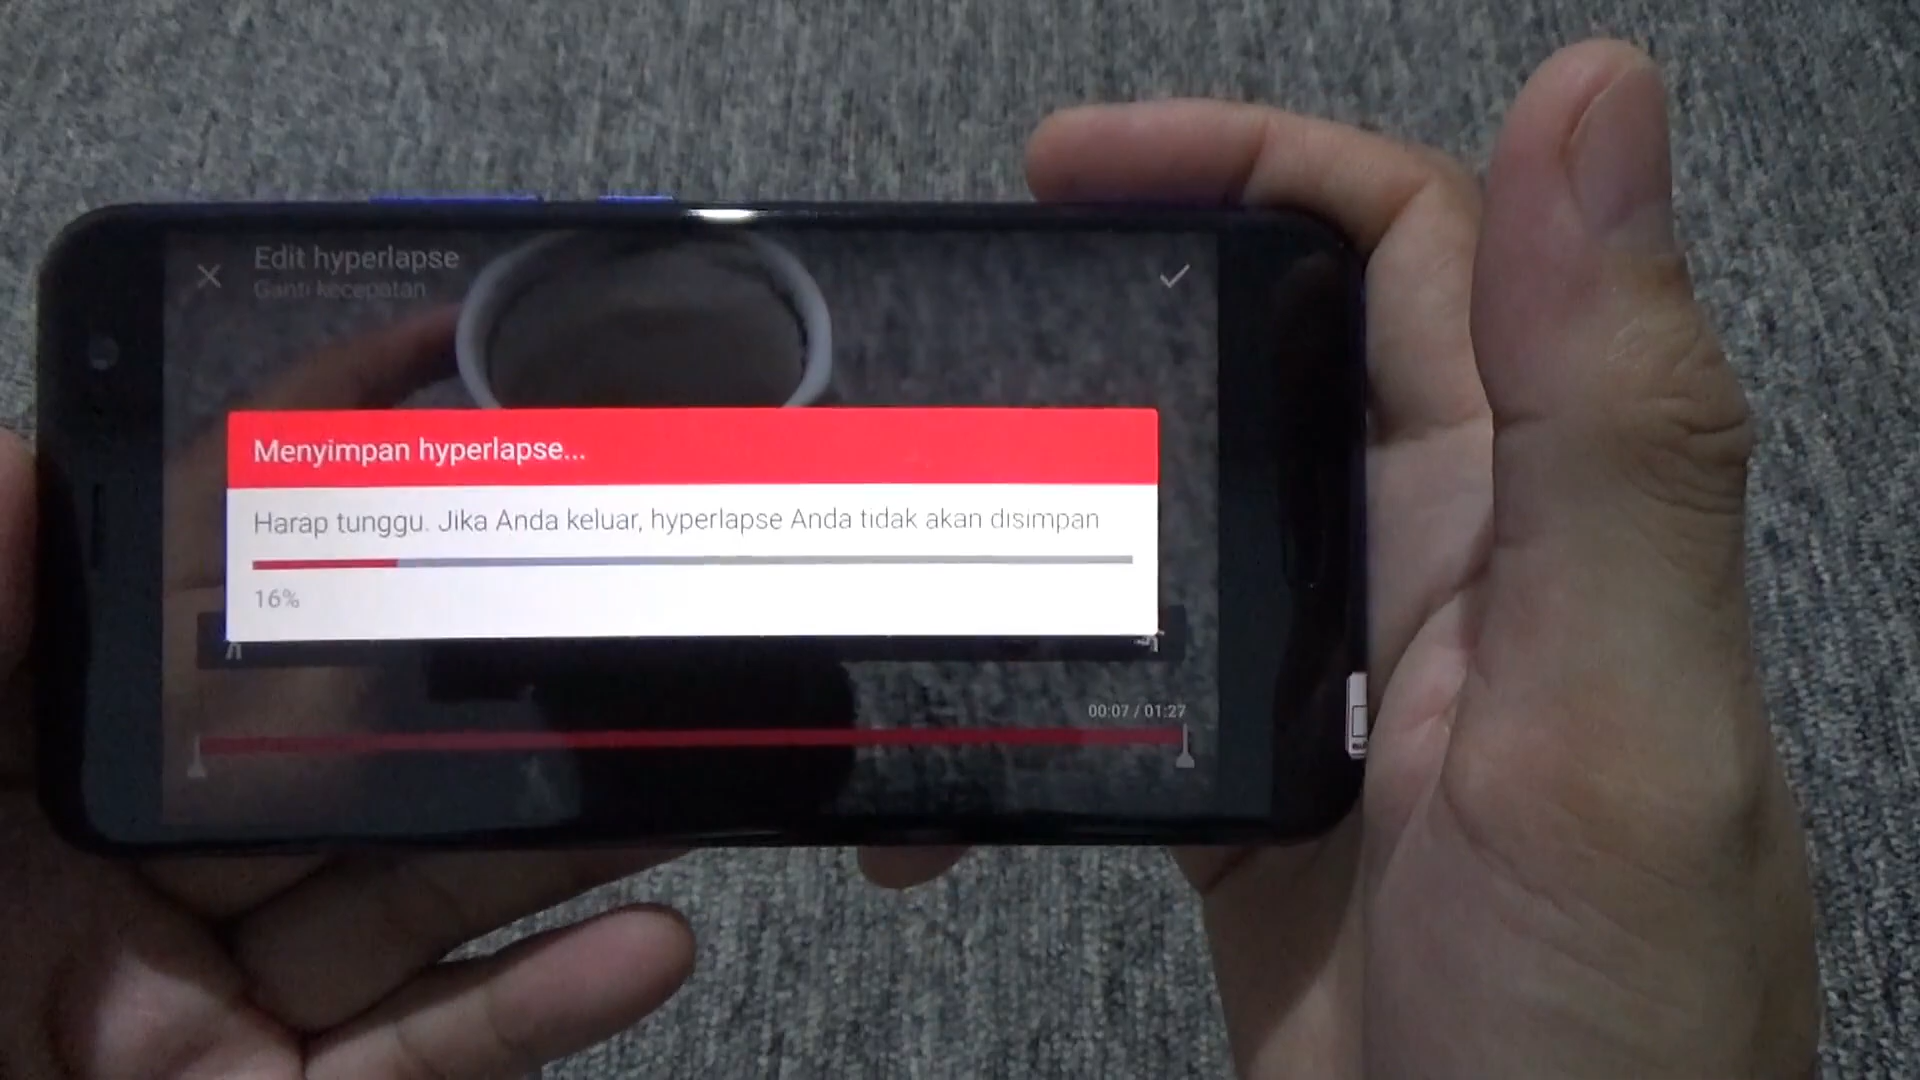 Edit hyperlapse
Ganti kecepatan
Menyimpan hyperlapse...
Harap tunggu. Jika Anda keluar, hyperlapse Anda tidak akan disimpan
16%
00:07 / 01:27